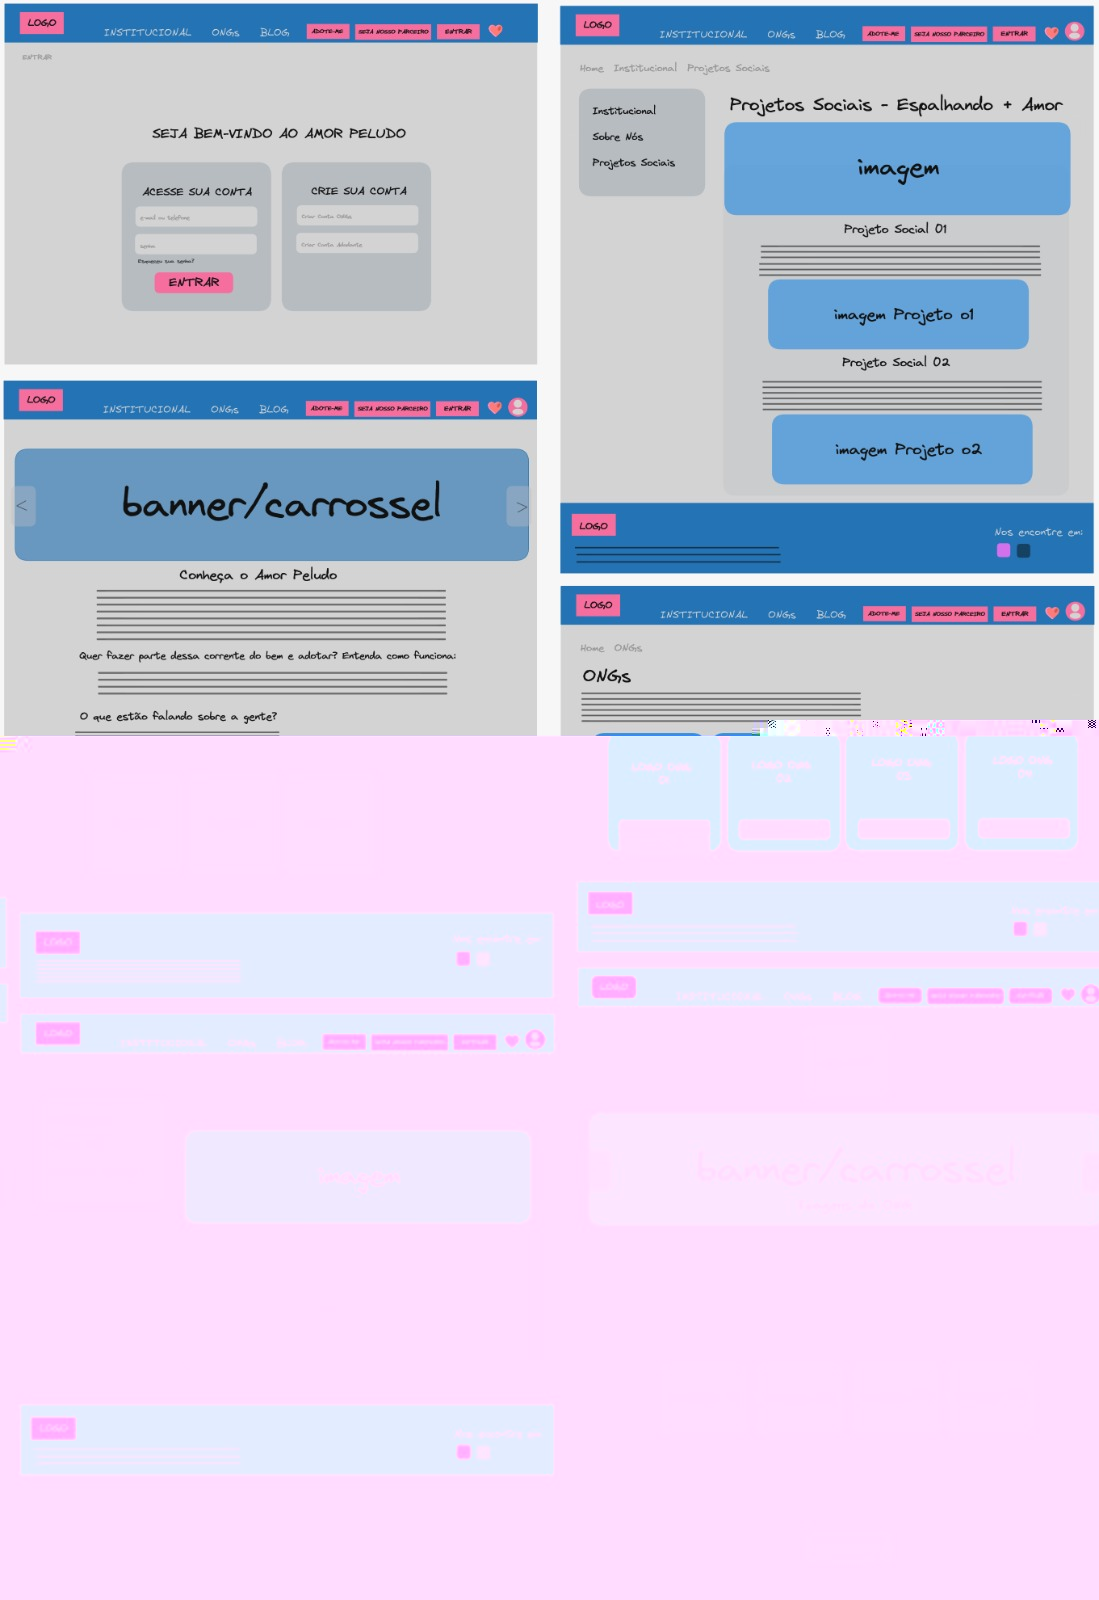 LOGO
INSTITUCIONAL ONGs BLOG ADOTE-ME SEJA NOSSO PARCEIRO ENTRAR
ENTRAR
SEJA BEM-VINDO AO AMOR PELUDO
ACESSE SUA CONTA
e-mail ou telefone
senha
Esqueceu sua senha?
ENTRAR
CRIE SUA CONTA
Criar Conta ONGs
Criar Conta Adotante
LOGO
INSTITUCIONAL ONGs BLOG ADOTE-ME SEJA NOSSO PARCEIRO ENTRAR
<
banner/carrossel
>
Conheça o Amor Peludo
Quer fazer parte dessa corrente do bem e adotar? Entenda como funciona:
O que estão falando sobre a gente?
LOGO
Nos encontre em:
LOGO
INSTITUCIONAL ONGs BLOG ADOTE-ME SEJA NOSSO PARCEIRO ENTRAR
imagem
LOGO
Nos encontre em:
LOGO
INSTITUCIONAL ONGs BLOG ADOTE-ME SEJA NOSSO PARCEIRO ENTRAR
Home Institucional Projetos Sociais
Institucional
Sobre Nós
Projetos Sociais
Projetos Sociais - Espalhando + Amor
imagem
Projeto Social 01
imagem Projeto 01
Projeto Social 02
imagem Projeto 02
LOGO
Nos encontre em:
LOGO
INSTITUCIONAL ONGs BLOG ADOTE-ME SEJA NOSSO PARCEIRO ENTRAR
Home ONGs
ONGs
LOGO ONG
01
LOGO ONG
02
LOGO ONG
03
LOGO ONG
04
LOGO
Nos encontre em:
LOGO
INSTITUCIONAL ONGs BLOG ADOTE-ME SEJA NOSSO PARCEIRO ENTRAR
banner/carrossel